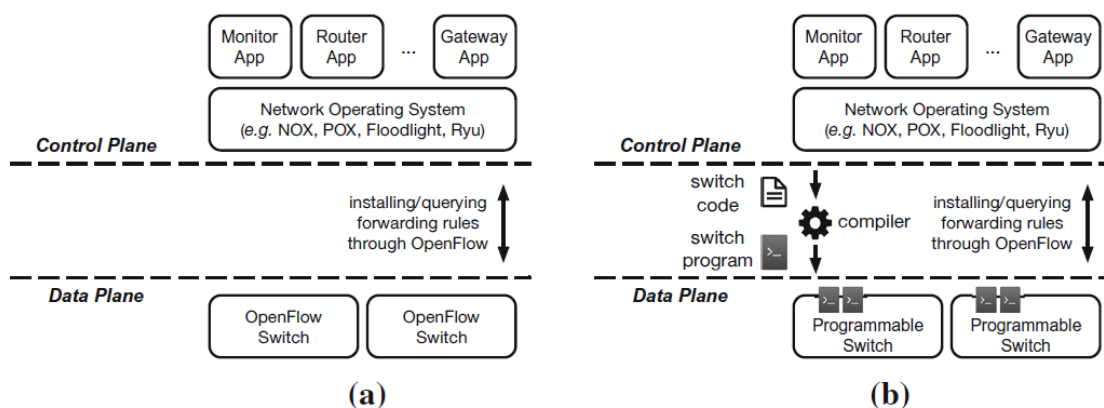 Monitor App
Router App
...
Gateway App
Network Operating System
(e.g. NOX, POX, Floodlight, Ryu)
Control Plane
installing/querying
forwarding rules
through OpenFlow
Data Plane
OpenFlow
Switch
OpenFlow
Switch
(a)
Monitor App
Router App
...
Gateway App
Network Operating System
(e.g. NOX, POX, Floodlight, Ryu)
Control Plane
switch
code
compiler
switch
program
>_
installing/querying
forwarding rules
through OpenFlow
Data Plane
>_ >_
Programmable
Switch
>_ >_
Programmable
Switch
(b)